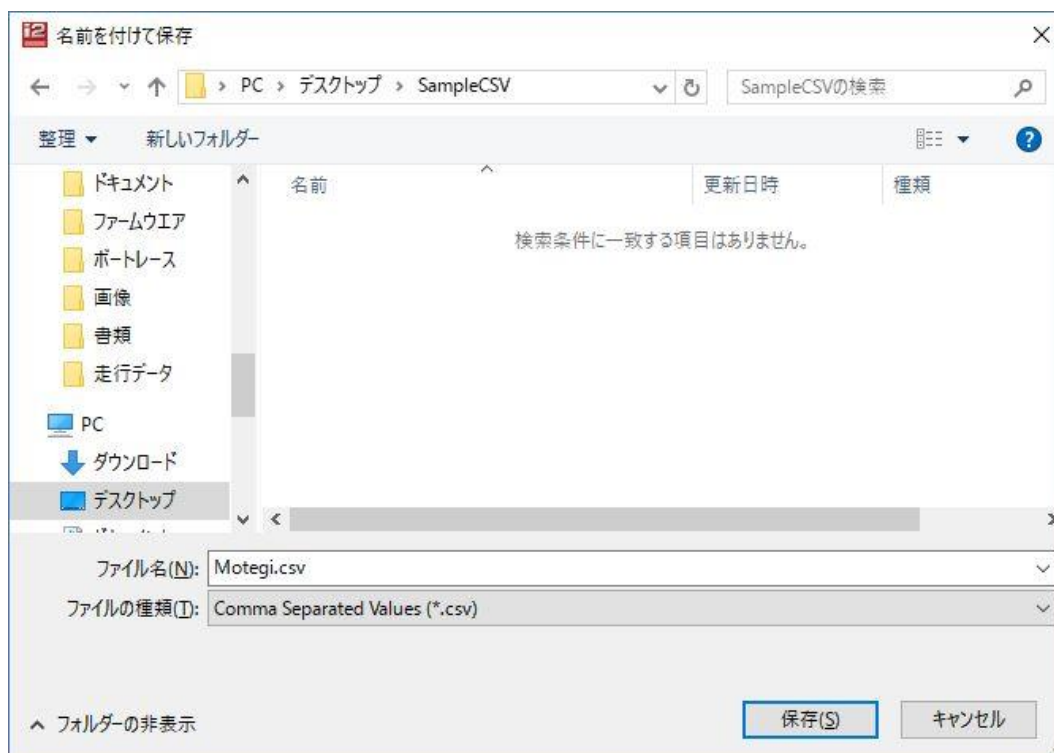 i2 名前を付けて保存
PC > デスクトップ > SampleCSV
SampleCSVの検索
整理 新しいフォルダー
名前 更新日時 種類
検索条件に一致する項目はありません。
ドキュメント
ファームウエア
ボートレース
画像
書類
走行データ
PC
ダウンロード
デスクトップ
ファイル名(N): Motegi.csv
ファイルの種類(T): Comma Separated Values (*.csv)
フォルダーの非表示
保存(S) キャンセル